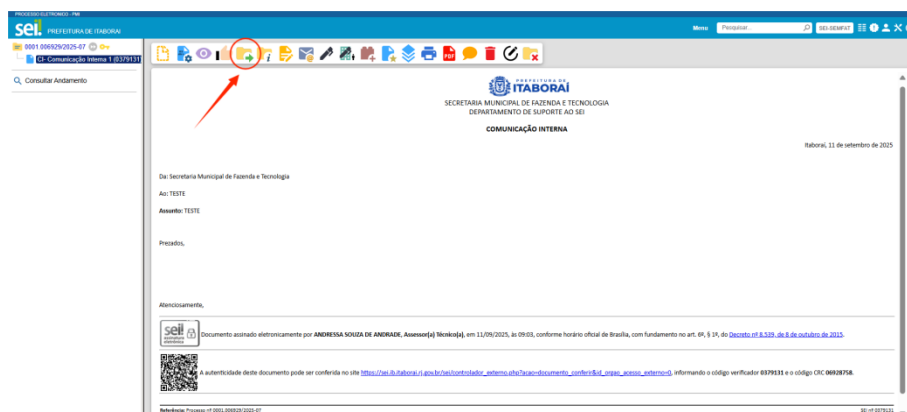 PROCESSO ELETRONICO - PMI
sei! PREFEITURA DE ITABORAI
Menu
Pesquisar...
SEI-SEMFAT
0001 006929/2025-07
CI- Comunicação Interna 1 (0379131)
Consultar Andamento
PREFEITURA DE
ITABORAÍ
SECRETARIA MUNICIPAL DE FAZENDA E TECNOLOGIA
DEPARTAMENTO DE SUPORTE AO SEI
COMUNICAÇÃO INTERNA
Itaboraí, 11 de setembro de 2025
Da: Secretaria Municipal de Fazenda e Tecnologia
Ao: TESTE
Assunto: TESTE
Prezados,
Atenciosamente,
sei!
assinatura
eletrônica
Documento assinado eletronicamente por ANDRESSA SOUZA DE ANDRADE, Assessor(a) Técnico(a), em 11/09/2025, às 09:03, conforme horário oficial de Brasília, com fundamento no art. 6º, § 1º, do Decreto nº 8.539, de 8 de outubro de 2015.
A autenticidade deste documento pode ser conferida no site https://sei.ib.itaborai.rj.gov.br/sei/controlador_externo.php?acao=documento_conferir&id_orgao_acesso_externo=0, informando o código verificador 0379131 e o código CRC 06928758.
Referência: Processo nº 0001.006929/2025-07
SEI nº 0379131